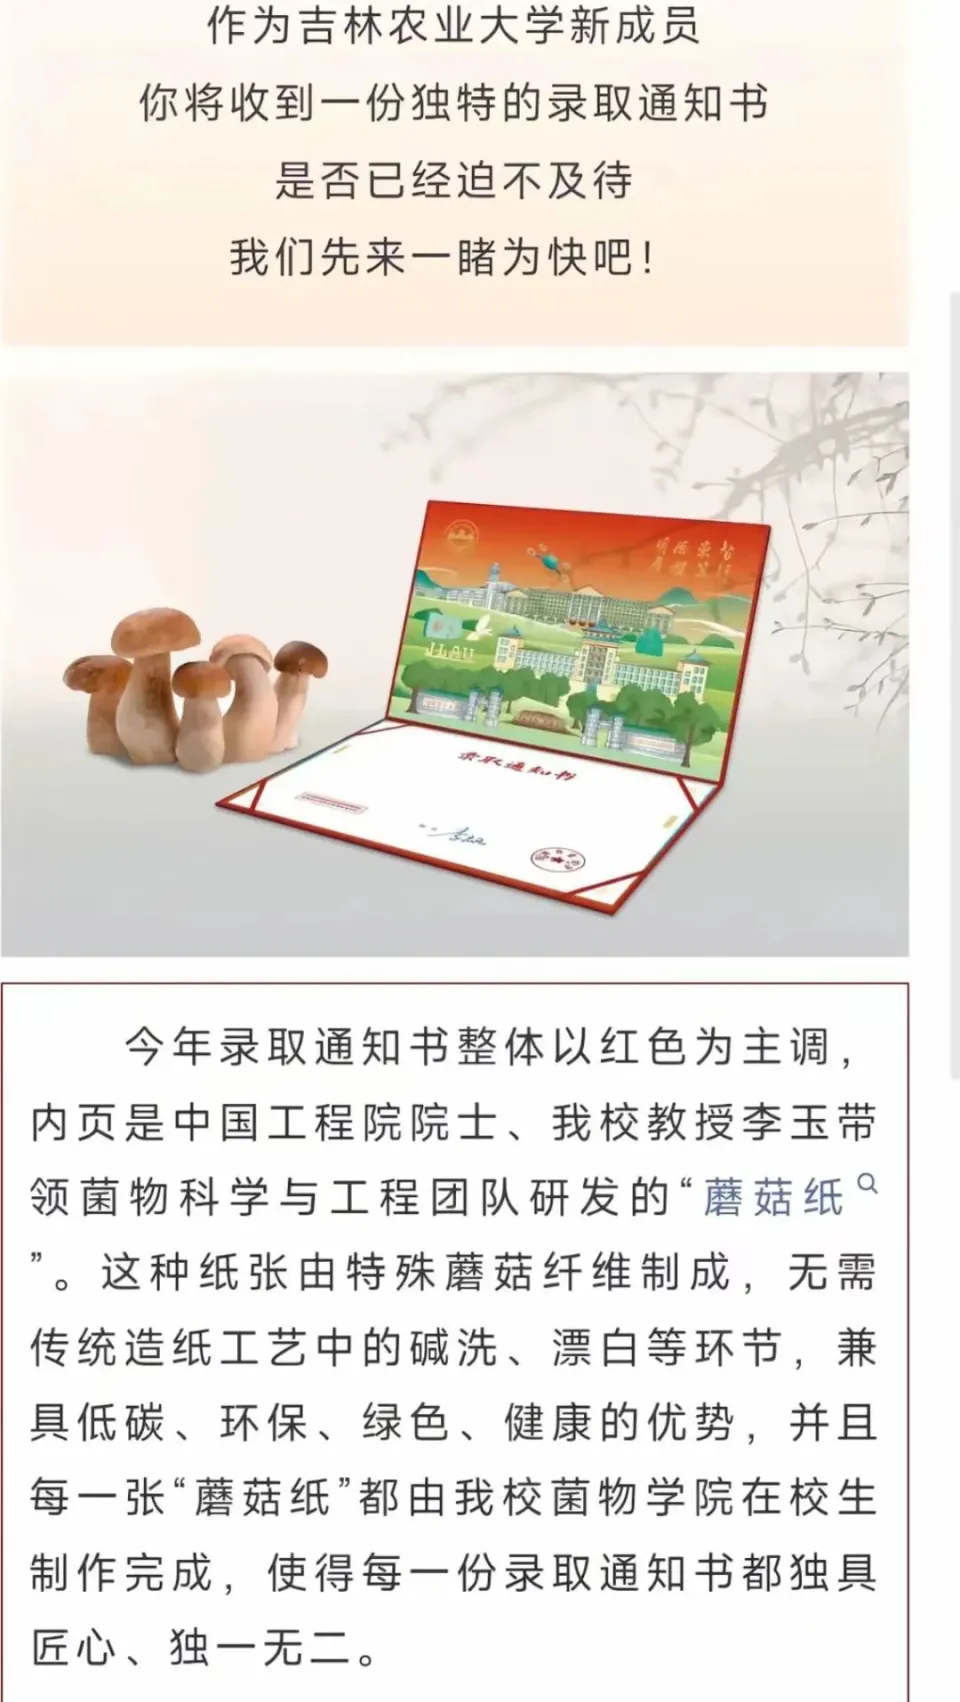 作为吉林农业大学新成员
你将收到一份独特的录取通知书
是否已经迫不及待
我们先来一睹为快吧！
JLAU
录取通知书
今年录取通知书整体以红色为主调，
内页是中国工程院院士、我校教授李玉带
领菌物科学与工程团队研发的“蘑菇纸
”。这种纸张由特殊蘑菇纤维制成，无需
传统造纸工艺中的碱洗、漂白等环节，兼
具低碳、环保、绿色、健康的优势，并且
每一张“蘑菇纸”都由我校菌物学院在校生
制作完成，使得每一份录取通知书都独具
匠心、独一无二。